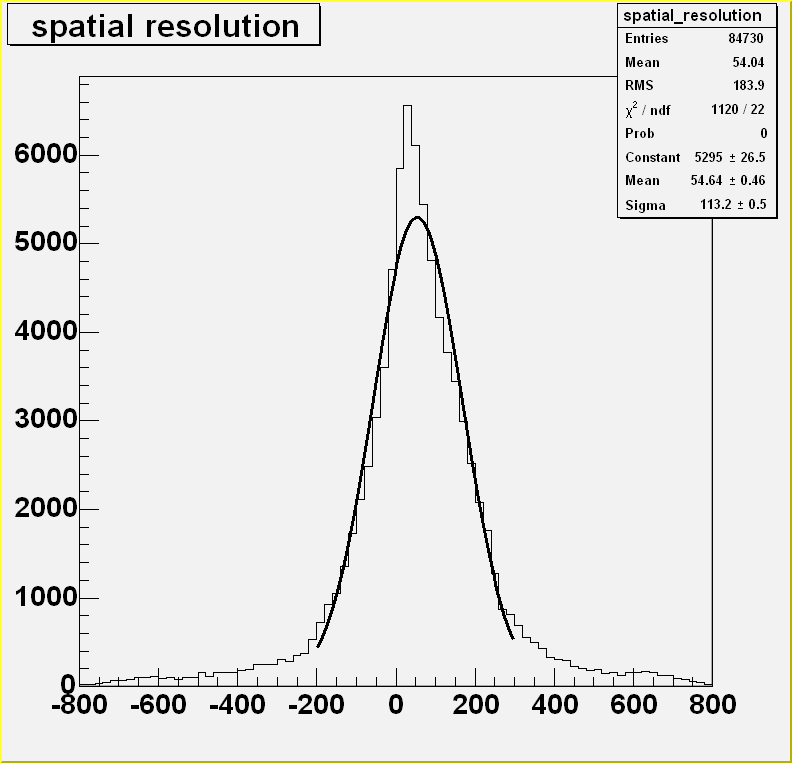 spatial resolution
spatial_resolution
Entries 84730
Mean 54.04
RMS 183.9
χ² / ndf 1120 / 22
Prob 0
Constant 5295 ± 26.5
Mean 54.64 ± 0.46
Sigma 113.2 ± 0.5
6000
5000
4000
3000
2000
1000
0
-800 -600 -400 -200 0 200 400 600 800